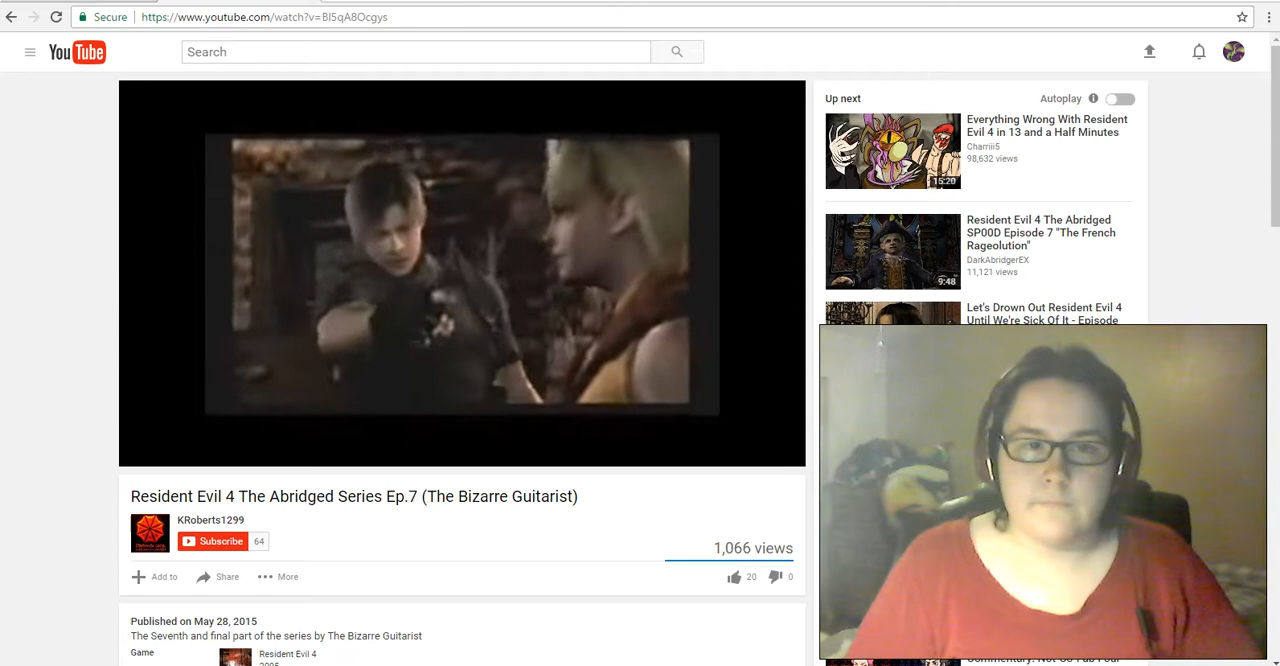 Secure
https://www.youtube.com/watch?v=BI5qA8Ocgys
YouTube
Search
Resident Evil 4 The Abridged Series Ep.7 (The Bizarre Guitarist)
KRoberts1299
Subscribe 64
1,066 views
Add to Share More
20 0
Published on May 28, 2015
The Seventh and final part of the series by The Bizarre Guitarist
Game
Resident Evil 4
2005
Up next
Autoplay
Everything Wrong With Resident
Evil 4 in 13 and a Half Minutes
Charriii5
98,632 views
15:20
Resident Evil 4 The Abridged
SP00D Episode 7 "The French
Rageolution"
DarkAbridgerEX
11,121 views
9:48
Let's Drown Out Resident Evil 4
Until We're Sick Of It - Episode